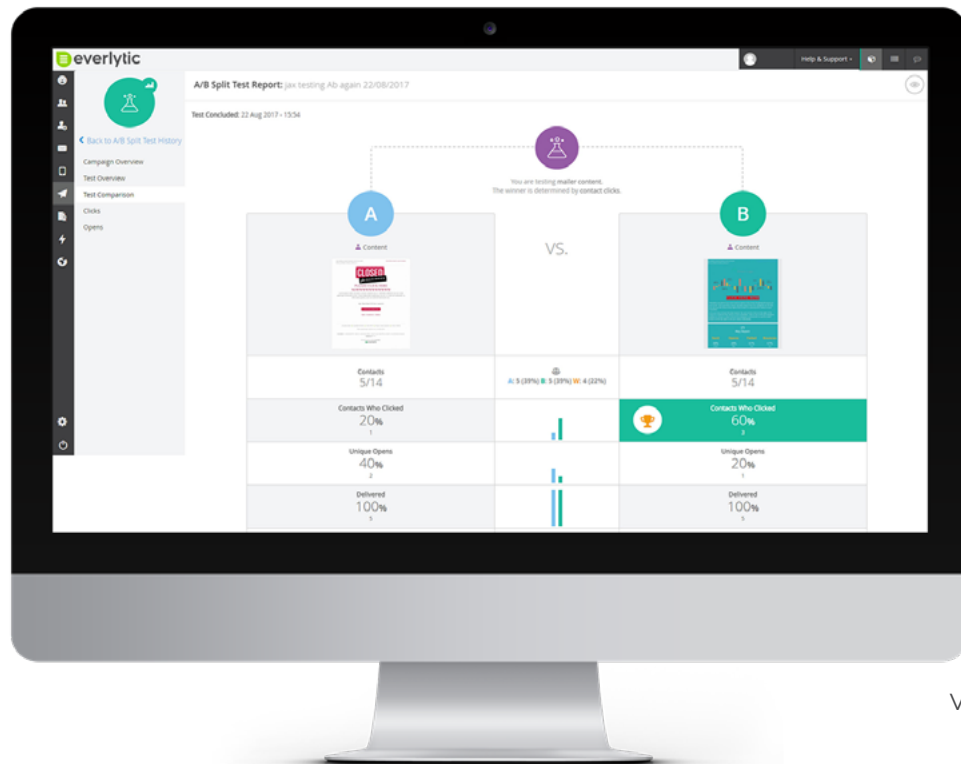 everlytic
Help & Support
A/B Split Test Report: Jax testing Ab again 22/08/2017
Test Concluded: 22 Aug 2017 - 15:54
Back to A/B Split Test History
Campaign Overview
Test Overview
Test Comparison
Clicks
Opens
You are testing mailer content.
The winner is determined by contact clicks.
A
VS.
B
Content
Content
CLOSED
Contacts
5/14
A: 5 (39%) B: 5 (39%) W: 4 (22%)
Contacts
5/14
Contacts Who Clicked
20%
1
Contacts Who Clicked
60%
2
Unique Opens
40%
2
Unique Opens
20%
1
Delivered
100%
5
Delivered
100%
5
V